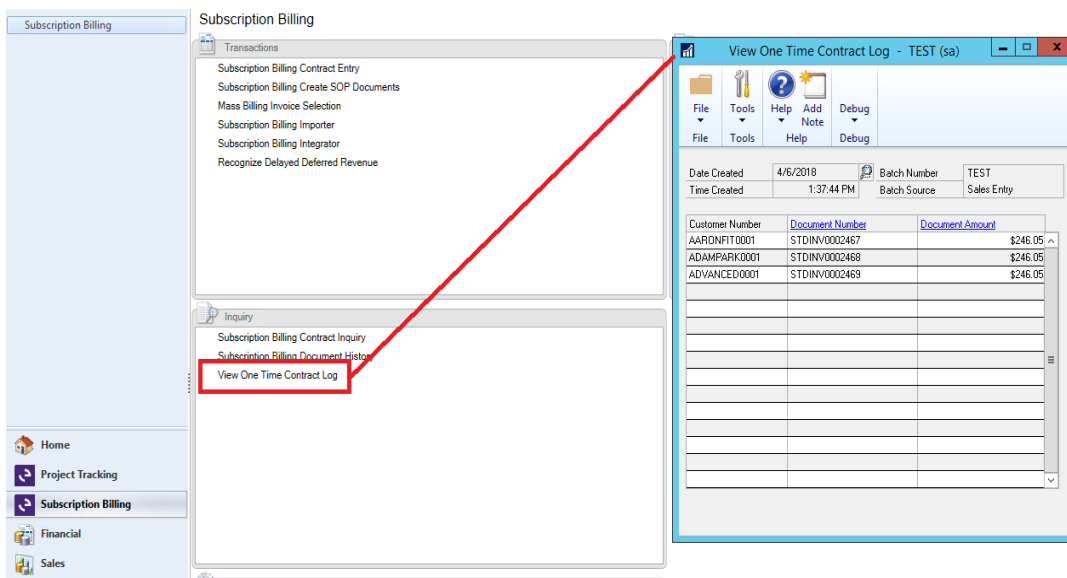 Subscription Billing
Home
Project Tracking
Subscription Billing
Financial
Sales
Subscription Billing
Transactions
Subscription Billing Contract Entry
Subscription Billing Create SOP Documents
Mass Billing Invoice Selection
Subscription Billing Importer
Subscription Billing Integrator
Recognize Delayed Deferred Revenue
Inquiry
Subscription Billing Contract Inquiry
Subscription Billing Document History
View One Time Contract Log
View One Time Contract Log - TEST (sa)
File Tools Help Add Note Debug
File Tools Help Debug
Date Created 4/6/2018 Batch Number TEST
Time Created 1:37:44 PM Batch Source Sales Entry
Customer Number Document Number Document Amount
AARONFIT0001 STDINV0002467 $246.05
ADAMPARK0001 STDINV0002468 $246.05
ADVANCED0001 STDINV0002469 $246.05